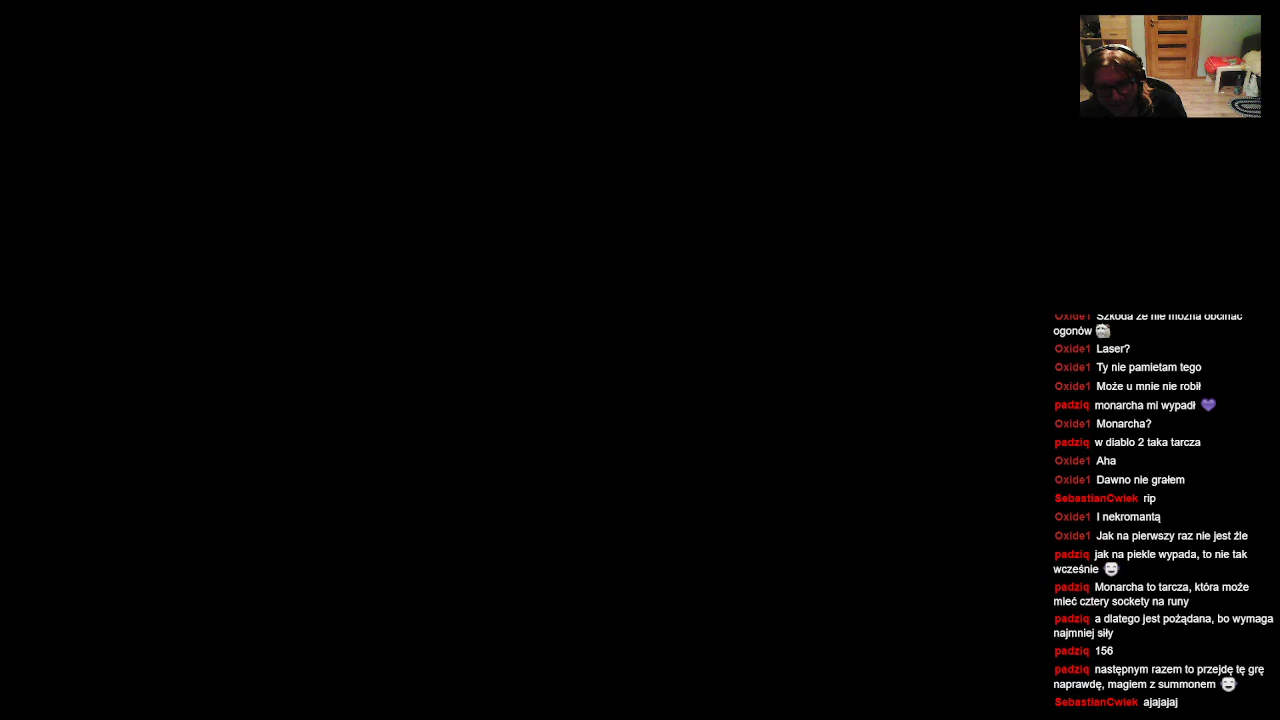 Oxide1 Szkoda że nie można obcinać
ogonów
Oxide1 Laser?
Oxide1 Ty nie pamietam tego
Oxide1 Może u mnie nie robił
padziq monarcha mi wypadł
Oxide1 Monarcha?
padziq w diablo 2 taka tarcza
Oxide1 Aha
Oxide1 Dawno nie grałem
SebastianCwiek rip
Oxide1 I nekromantą
Oxide1 Jak na pierwszy raz nie jest źle
padziq jak na piekle wypada, to nie tak
wcześnie
padziq Monarcha to tarcza, która może
mieć cztery sockety na runy
padziq a dlatego jest pożądana, bo wymaga
najmniej siły
padziq 156
padziq następnym razem to przejdę tę grę
naprawdę, magiem z summonem
SebastianCwiek ajajajaj